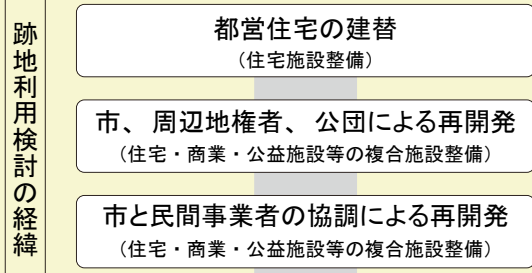 跡地利用検討の経緯
都営住宅の建替
（住宅施設整備）
市、周辺地権者、公団による再開発
（住宅・商業・公益施設等の複合施設整備）
市と民間事業者の協調による再開発
（住宅・商業・公益施設等の複合施設整備）